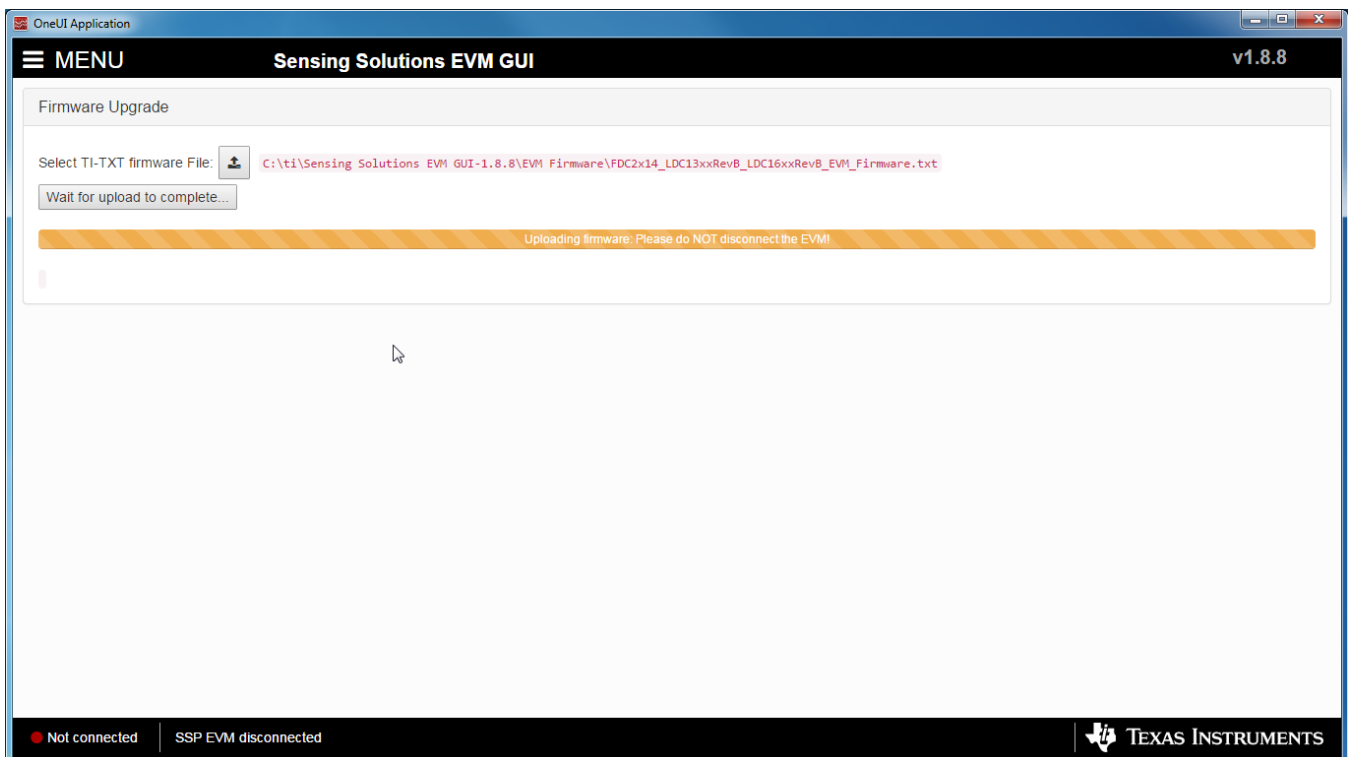 OneUI Application
MENU
Sensing Solutions EVM GUI
v1.8.8
Firmware Upgrade
Select TI-TXT firmware File:
C:\ti\Sensing Solutions EVM GUI-1.8.8\EVM Firmware\FDC2x14_LDC13xxRevB_LDC16xxRevB_EVM_Firmware.txt
Wait for upload to complete...
Uploading firmware: Please do NOT disconnect the EVM!
Not connected
SSP EVM disconnected
TEXAS INSTRUMENTS